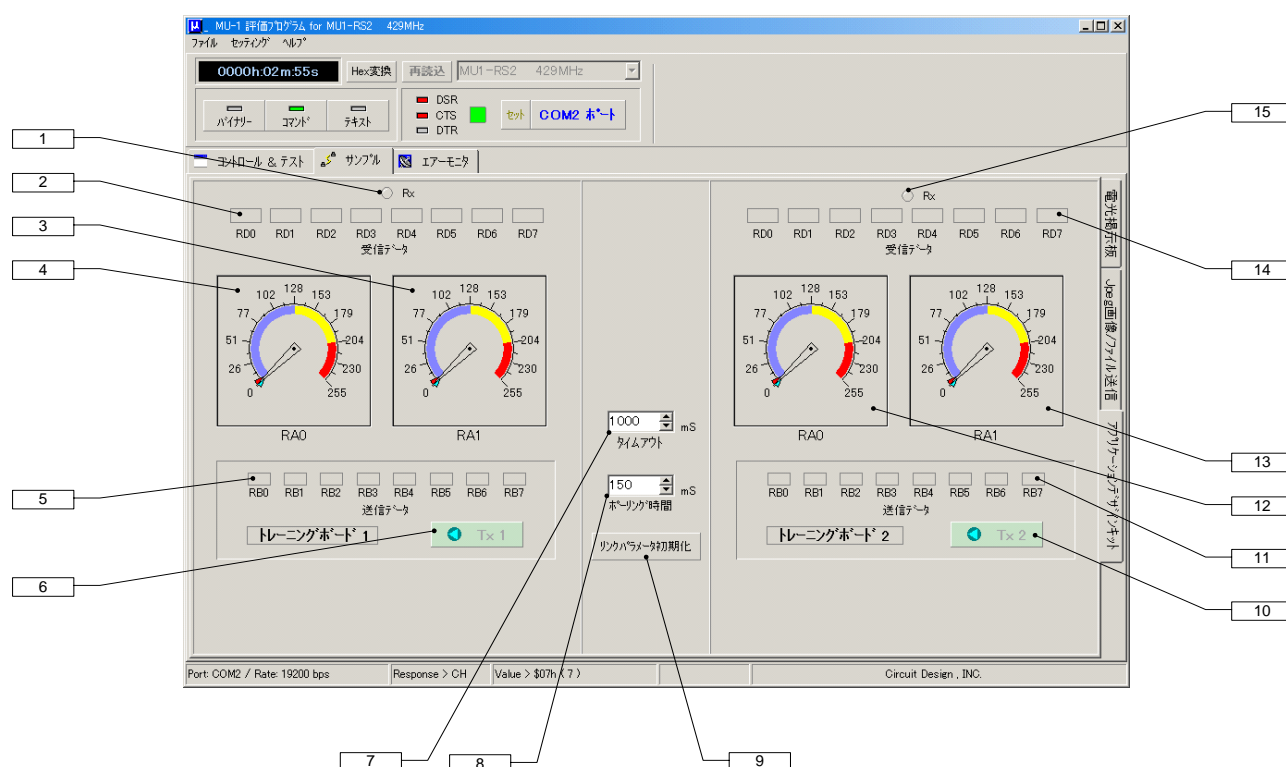 μ MU-1 評価ﾌﾟﾛｸﾞﾗﾑ for MU1-RS2 429MHz
ﾌｧｲﾙ ｾｯﾃｨﾝｸﾞ ﾍﾙﾌﾟ
0000h:02m:55s Hex変換 再読込 MU1-RS2 429MHz
ﾊﾞｲﾅﾘｰ ｺﾏﾝﾄﾞ ﾃｷｽﾄ
DSR
CTS
DTR
ｾｯﾄ COM2 ﾎﾟｰﾄ
ｺﾝﾄﾛｰﾙ & ﾃｽﾄ ｻﾝﾌﾟﾙ ｴｱｰﾓﾆﾀ
1
2
3
4
5
6
7
8
9
10
11
12
13
14
15
Rx
RD0 RD1 RD2 RD3 RD4 RD5 RD6 RD7
受信ﾃﾞｰﾀ
0 26 51 77 102 128 153 179 204 230 255
RA0
0 26 51 77 102 128 153 179 204 230 255
RA1
RB0 RB1 RB2 RB3 RB4 RB5 RB6 RB7
送信ﾃﾞｰﾀ
ﾄﾚｰﾆﾝｸﾞﾎﾞｰﾄﾞ 1 Tx 1
1000 mS
ﾀｲﾑｱｳﾄ
150 mS
ﾎﾟｰﾘﾝｸﾞ時間
ﾘﾝｸﾊﾟﾗﾒｰﾀ初期化
Rx
RD0 RD1 RD2 RD3 RD4 RD5 RD6 RD7
受信ﾃﾞｰﾀ
0 26 51 77 102 128 153 179 204 230 255
RA0
0 26 51 77 102 128 153 179 204 230 255
RA1
RB0 RB1 RB2 RB3 RB4 RB5 RB6 RB7
送信ﾃﾞｰﾀ
ﾄﾚｰﾆﾝｸﾞﾎﾞｰﾄﾞ 2 Tx 2
電光掲示板
Jpeg画像/ファイル送信
アプリケーションデザインキット
Port: COM2 / Rate: 19200 bps Response > CH Value > $07h ( 7 ) Circuit Design , INC.